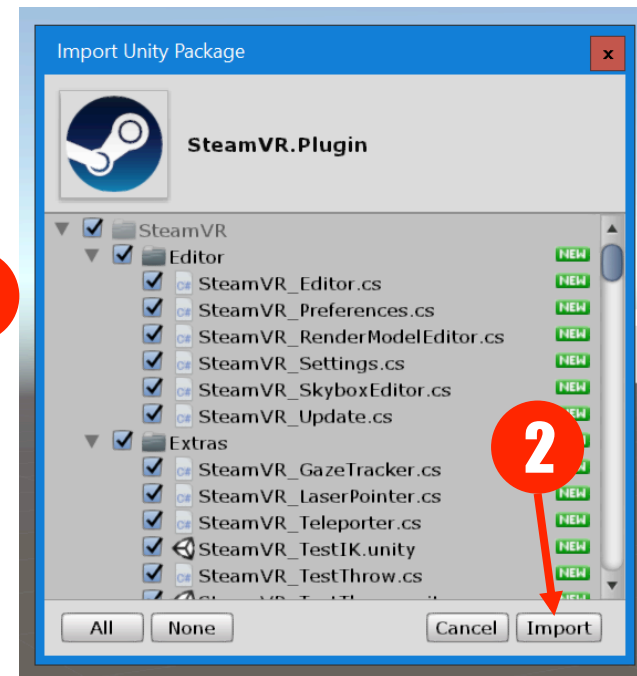 Import Unity Package
x
SteamVR.Plugin
SteamVR
Editor NEW
SteamVR_Editor.cs NEW
SteamVR_Preferences.cs NEW
SteamVR_RenderModelEditor.cs NEW
SteamVR_Settings.cs NEW
SteamVR_SkyboxEditor.cs NEW
SteamVR_Update.cs
Extras
SteamVR_GazeTracker.cs
2
SteamVR_LaserPointer.cs NEW
SteamVR_Teleporter.cs NEW
SteamVR_TestIK.unity NEW
SteamVR_TestThrow.cs NEW
All None Cancel Import